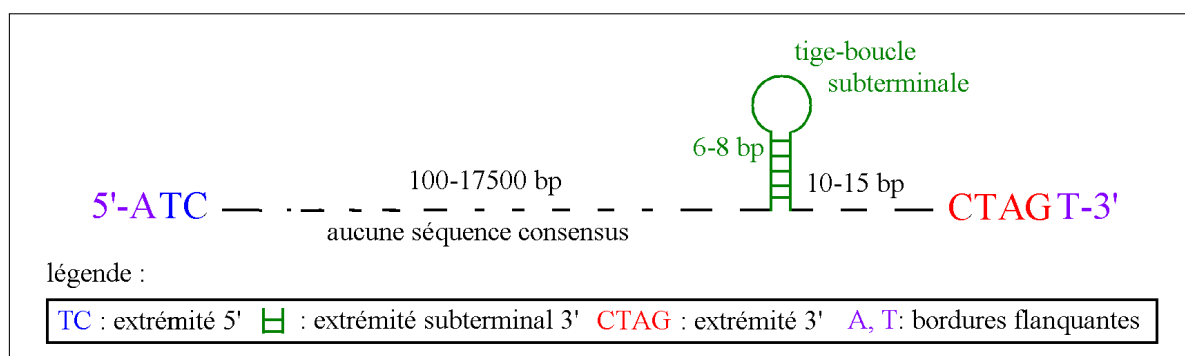 tige-boucle
subterminale
6-8 bp
100-17500 bp
10-15 bp
5'-ATC
CTAGT-3'
aucune séquence consensus
légende :
TC : extrémité 5' : extrémité subterminal 3' CTAG : extrémité 3' A, T: bordures flanquantes